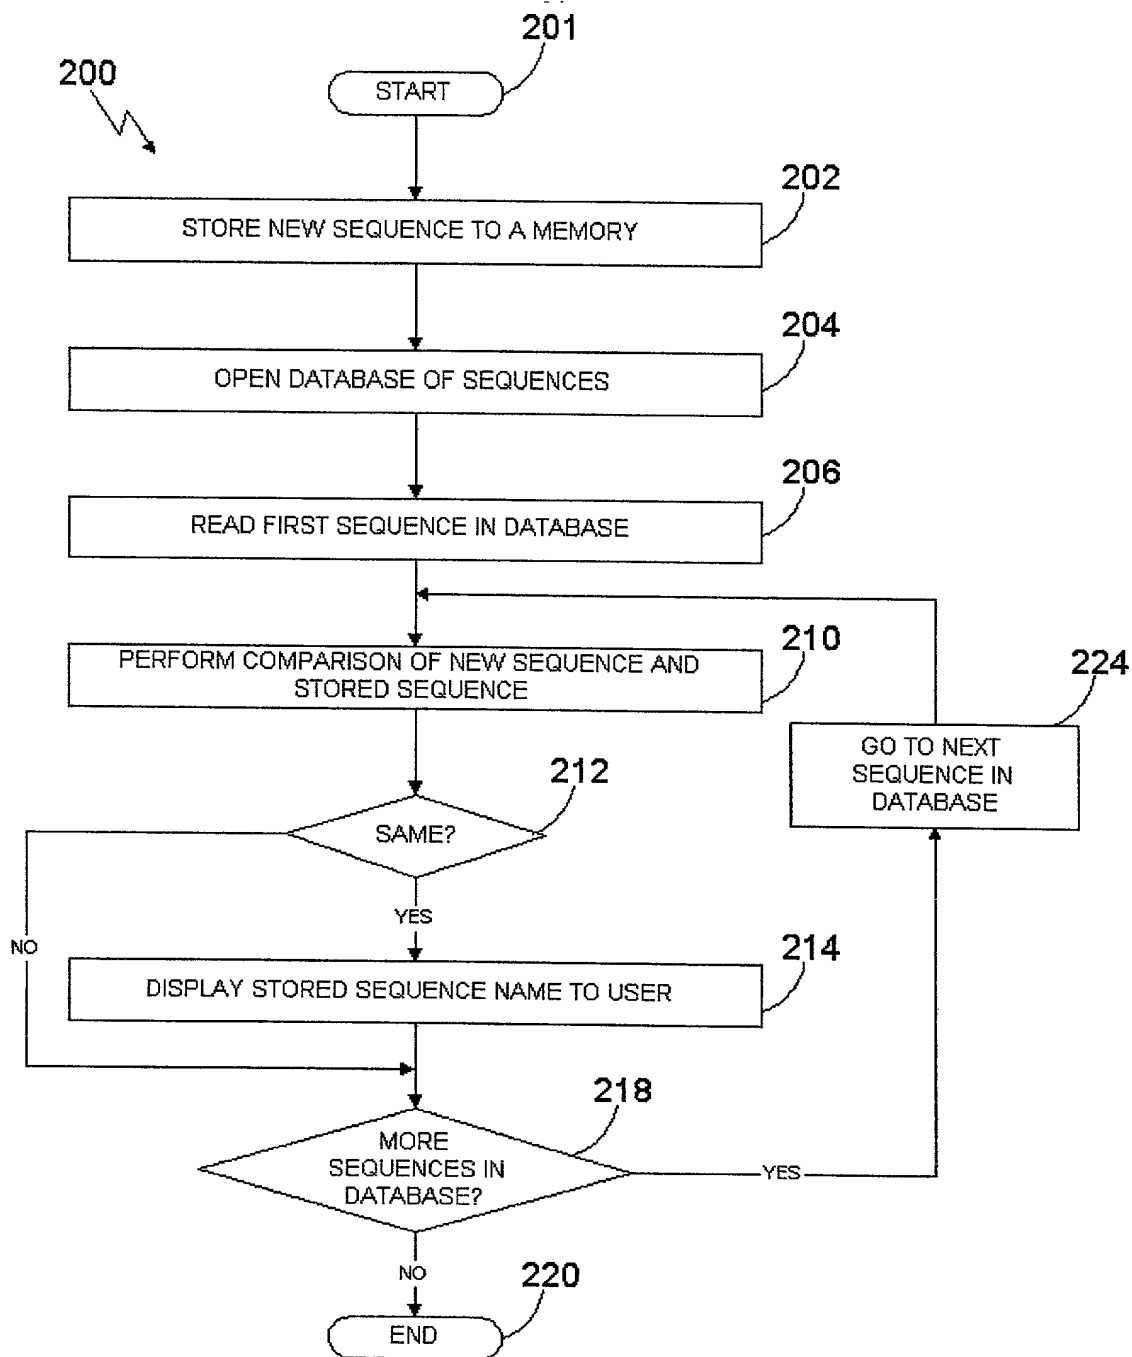 201
200
START
202
STORE NEW SEQUENCE TO A MEMORY
204
OPEN DATABASE OF SEQUENCES
206
READ FIRST SEQUENCE IN DATABASE
210
PERFORM COMPARISON OF NEW SEQUENCE AND
STORED SEQUENCE
224
GO TO NEXT
SEQUENCE IN
DATABASE
212
SAME?
YES
NO
214
DISPLAY STORED SEQUENCE NAME TO USER
218
MORE
SEQUENCES IN
DATABASE?
YES
NO
220
END